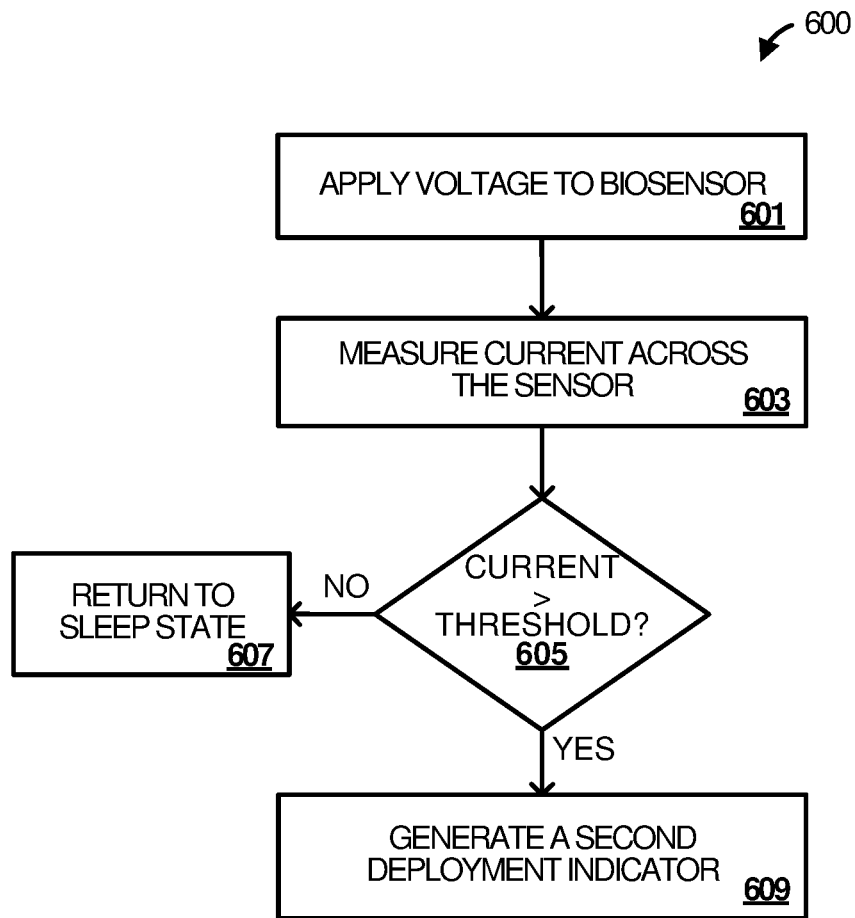 600
APPLY VOLTAGE TO BIOSENSOR
601
MEASURE CURRENT ACROSS
THE SENSOR
603
CURRENT
>
THRESHOLD?
605
NO
RETURN TO
SLEEP STATE
607
YES
GENERATE A SECOND
DEPLOYMENT INDICATOR
609